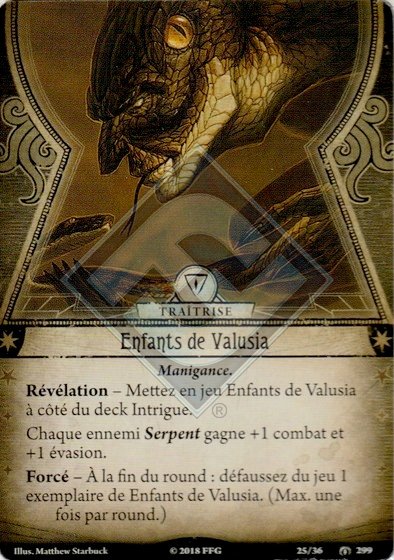 TRAÎTRISE
Enfants de Valusia
Manigance.
Révélation – Mettez en jeu Enfants de Valusia
à côté du deck Intrigue.
®
Chaque ennemi Serpent gagne +1 combat et
+1 évasion.
Forcé – À la fin du round : défaussez du jeu 1
exemplaire de Enfants de Valusia. (Max. une
fois par round.)
Illus. Matthew Starbuck © 2018 FFG 25/36 299